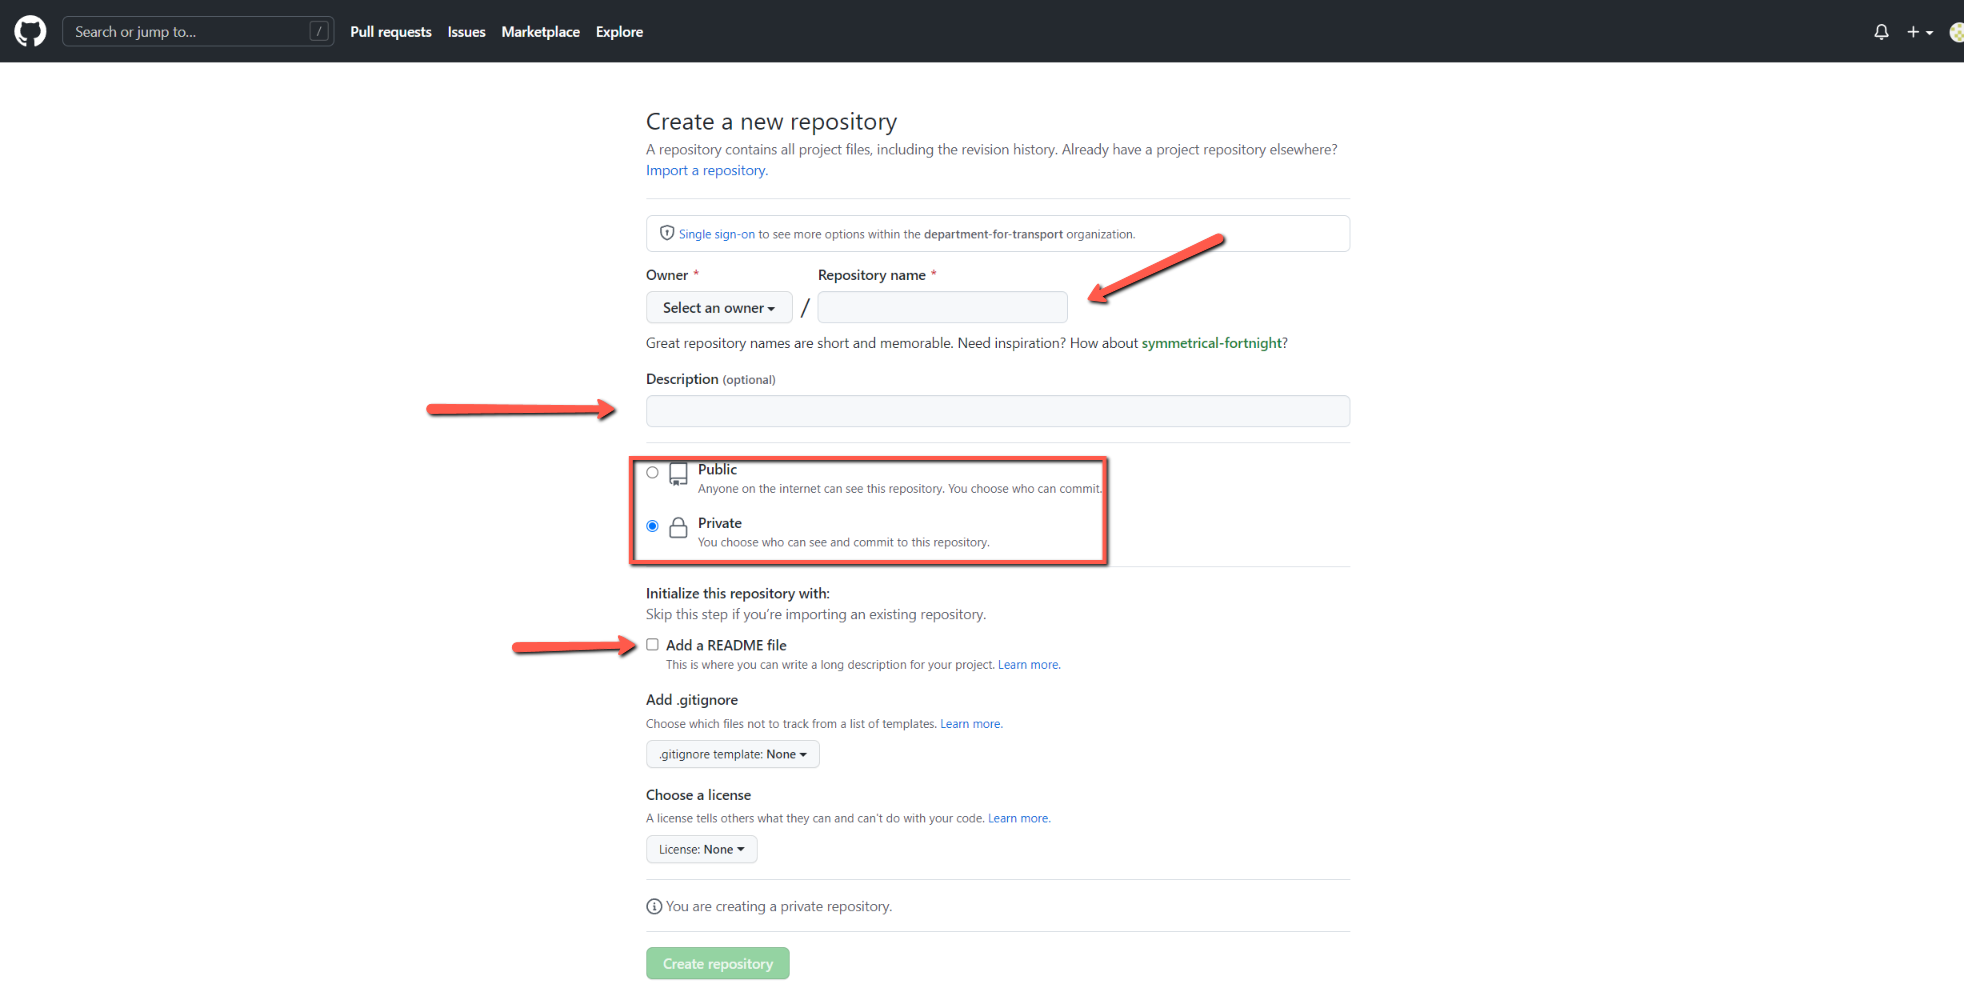 Search or jump to... /
Pull requests Issues Marketplace Explore
Create a new repository
A repository contains all project files, including the revision history. Already have a project repository elsewhere?
Import a repository.
Single sign-on to see more options within the department-for-transport organization.
Owner * Repository name *
Select an owner /
Great repository names are short and memorable. Need inspiration? How about symmetrical-fortnight?
Description (optional)
Public
Anyone on the internet can see this repository. You choose who can commit.
Private
You choose who can see and commit to this repository.
Initialize this repository with:
Skip this step if you're importing an existing repository.
Add a README file
This is where you can write a long description for your project. Learn more.
Add .gitignore
Choose which files not to track from a list of templates. Learn more.
.gitignore template: None
Choose a license
A license tells others what they can and can't do with your code. Learn more.
License: None
You are creating a private repository.
Create repository